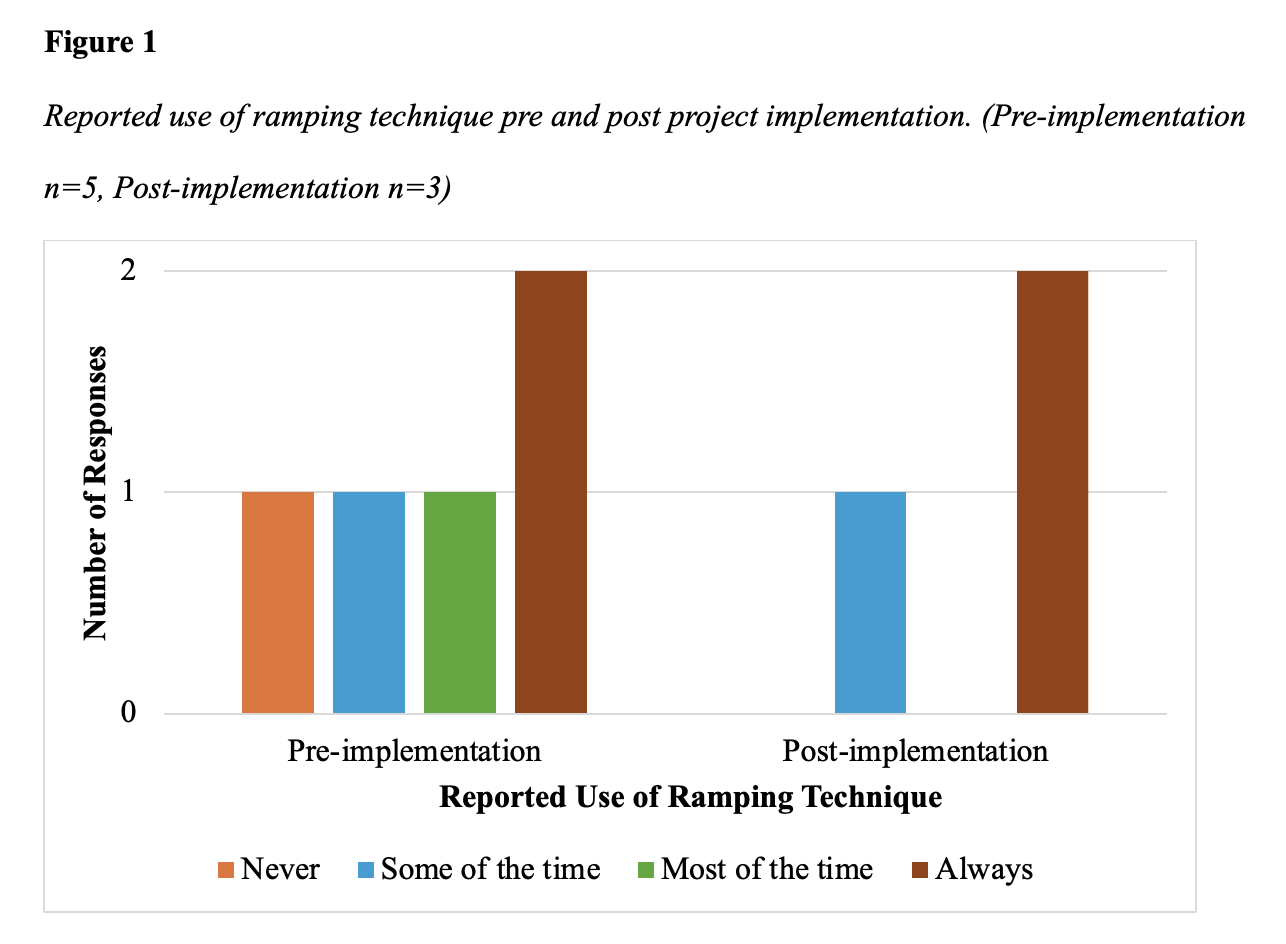 Figure 1
Reported use of ramping technique pre and post project implementation. (Pre-implementation
n=5, Post-implementation n=3)
2
1
0
Number of Responses
Pre-implementation
Post-implementation
Reported Use of Ramping Technique
Never
Some of the time
Most of the time
Always